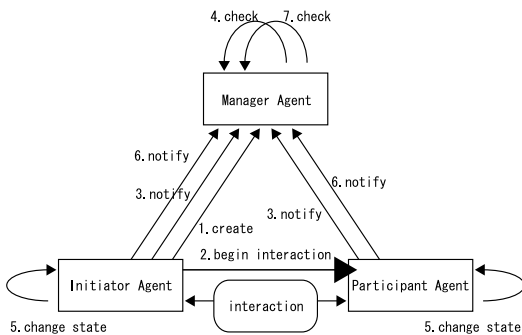 4.check
7.check
Manager Agent
6.notify
3.notify
6.notify
3.notify
1.create
2.begin interaction
Initiator Agent
interaction
Participant Agent
5.change state
5.change state